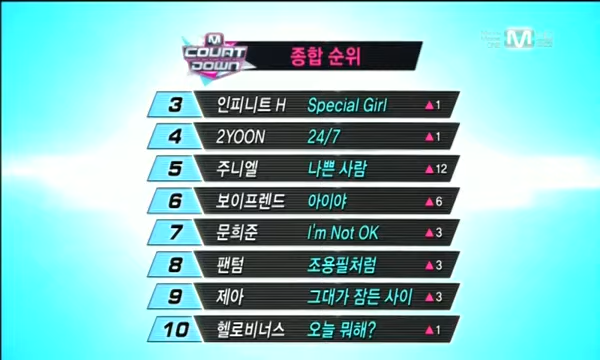 M
COUNT
DOWN
종합 순위
M
3 인피니트 H Special Girl ▲1
4 2YOON 24/7 ▲1
5 주니엘 나쁜 사람 ▲12
6 보이프렌드 아이야 ▲6
7 문희준 I'm Not OK ▲3
8 팬텀 조용필처럼 ▲3
9 제아 그대가 잠든 사이 ▲3
10 헬로비너스 오늘 뭐해? ▲1